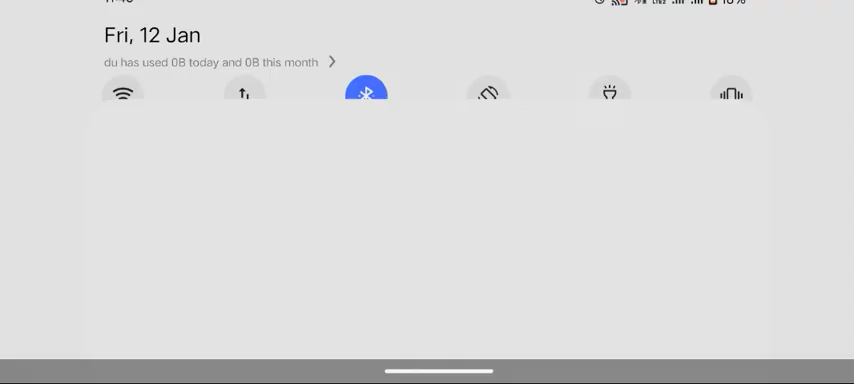 Fri, 12 Jan
du has used 0B today and 0B this month